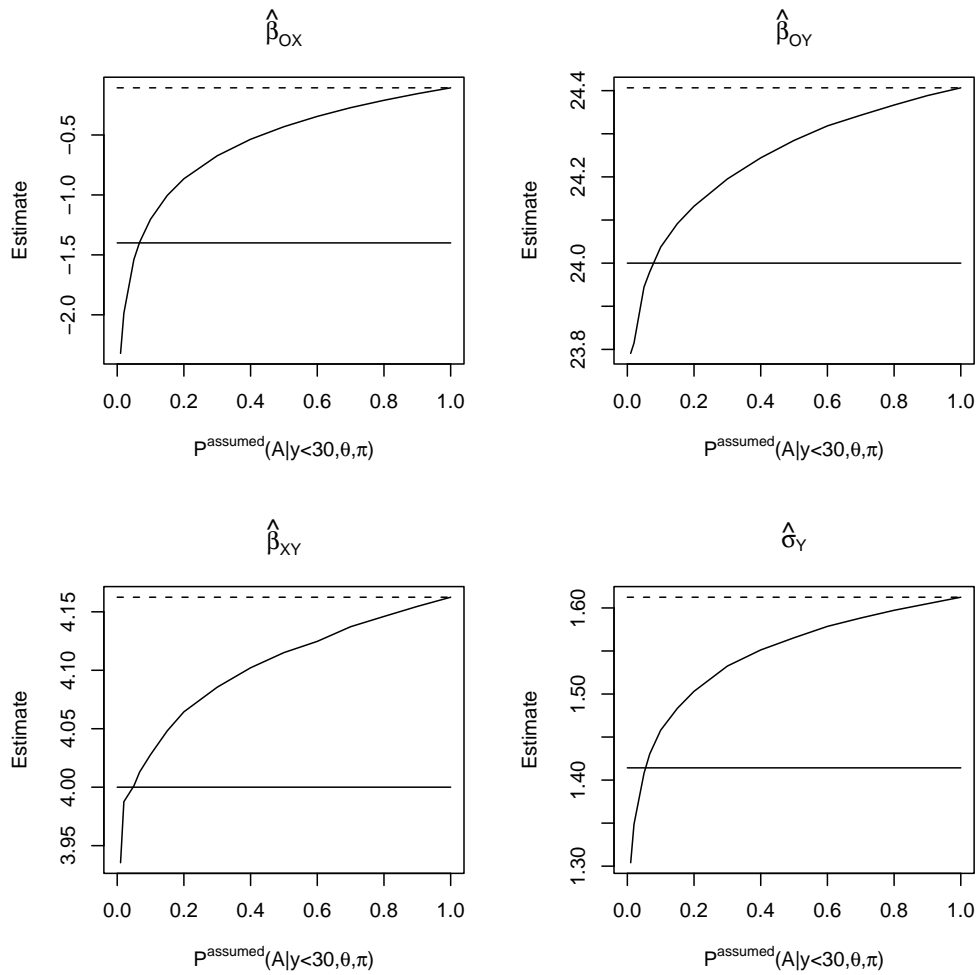 β̂OX
Estimate
−0.5
−1.0
−1.5
−2.0
0.0 0.2 0.4 0.6 0.8 1.0
Passumed(A|y<30,θ,π)
β̂OY
Estimate
24.4
24.2
24.0
23.8
0.0 0.2 0.4 0.6 0.8 1.0
Passumed(A|y<30,θ,π)
β̂XY
Estimate
4.15
4.10
4.05
4.00
3.95
0.0 0.2 0.4 0.6 0.8 1.0
Passumed(A|y<30,θ,π)
σ̂Y
Estimate
1.60
1.50
1.40
1.30
0.0 0.2 0.4 0.6 0.8 1.0
Passumed(A|y<30,θ,π)